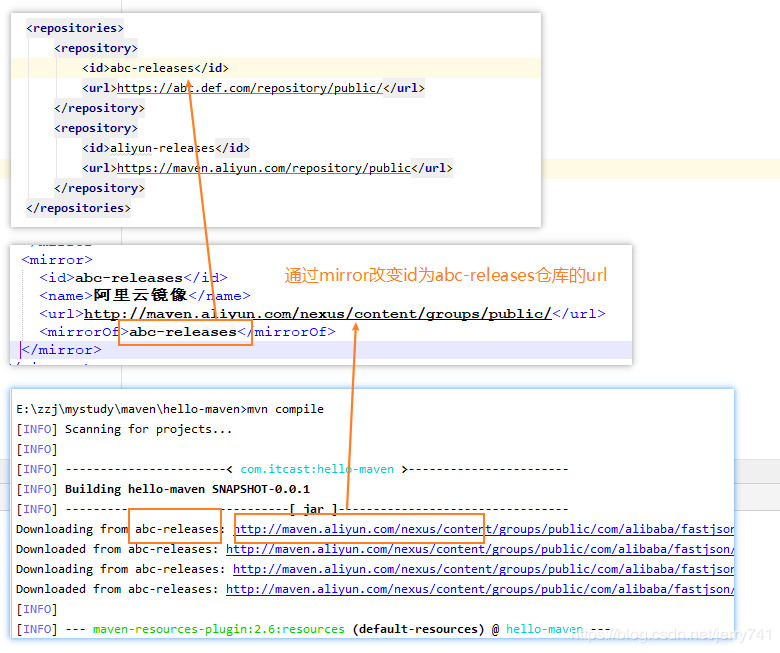 <repositories>
<repository>
<id>abc-releases</id>
<url>https://abc.def.com/repository/public/</url>
</repository>
<repository>
<id>aliyun-releases</id>
<url>https://maven.aliyun.com/repository/public</url>
</repository>
</repositories>
<mirror>
<id>abc-releases</id>
通过mirror改变id为abc-releases仓库的url
<name>阿里云镜像</name>
<url>http://maven.aliyun.com/nexus/content/groups/public/</url>
<mirrorOf>abc-releases</mirrorOf>
</mirror>
E:\zzj\mystudy\maven\hello-maven>mvn compile
[INFO] Scanning for projects...
[INFO]
[INFO] -----------------------< com.itcast:hello-maven >-----------------------
[INFO] Building hello-maven SNAPSHOT-0.0.1
[INFO] --------------------------------[ jar ]---------------------------------
Downloading from abc-releases: http://maven.aliyun.com/nexus/content/groups/public/com/alibaba/fastjson
Downloaded from abc-releases: http://maven.aliyun.com/nexus/content/groups/public/com/alibaba/fastjson/
Downloading from abc-releases: http://maven.aliyun.com/nexus/content/groups/public/com/alibaba/fastjson
Downloaded from abc-releases: http://maven.aliyun.com/nexus/content/groups/public/com/alibaba/fastjson/
[INFO]
[INFO] --- maven-resources-plugin:2.6:resources (default-resources) @ hello-maven ---
https://blog.csdn.net/jerry741